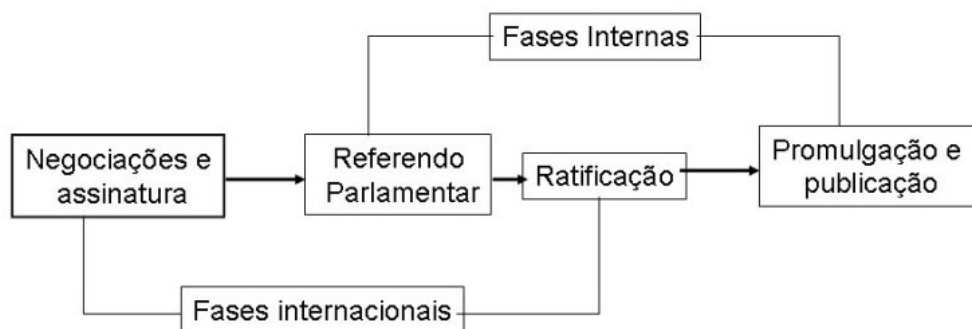 Fases Internas
Negociações e
assinatura
Referendo
Parlamentar
Ratificação
Promulgação e
publicação
Fases internacionais